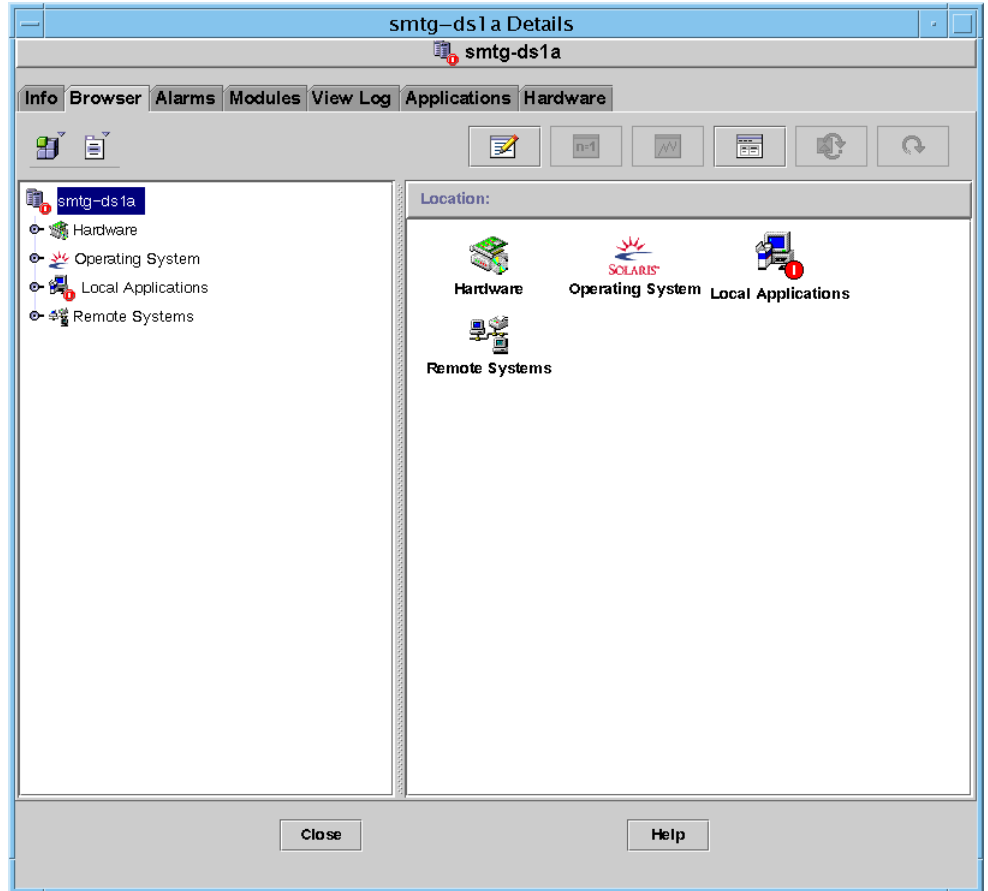 smtg-ds1a Details
smtg-ds1a
Info Browser Alarms Modules View Log Applications Hardware
n=1
smtg-ds1a
Hardware
Operating System
Local Applications
Remote Systems
Location:
SOLARIS
Hardware Operating System Local Applications
Remote Systems
Close Help